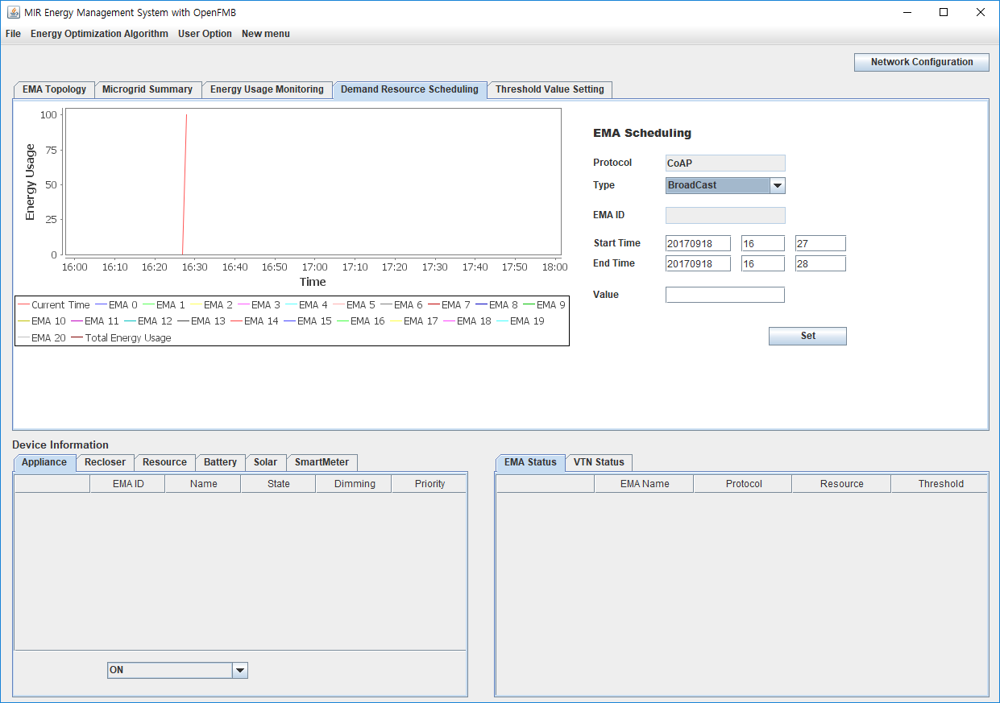 MIR Energy Management System with OpenFMB
File Energy Optimization Algorithm User Option New menu
Network Configuration
EMA Topology Microgrid Summary Energy Usage Monitoring Demand Resource Scheduling Threshold Value Setting
100
75
50
25
0
Energy Usage
16:00 16:10 16:20 16:30 16:40 16:50 17:00 17:10 17:20 17:30 17:40 17:50 18:00
Time
Current Time EMA 0 EMA 1 EMA 2 EMA 3 EMA 4 EMA 5 EMA 6 EMA 7 EMA 8 EMA 9
EMA 10 EMA 11 EMA 12 EMA 13 EMA 14 EMA 15 EMA 16 EMA 17 EMA 18 EMA 19
EMA 20 Total Energy Usage
EMA Scheduling
Protocol CoAP
Type BroadCast
EMA ID
Start Time 20170918 16 27
End Time 20170918 16 28
Value
Set
Device Information
Appliance Recloser Resource Battery Solar SmartMeter
EMA ID Name State Dimming Priority
ON
EMA Status VTN Status
EMA Name Protocol Resource Threshold